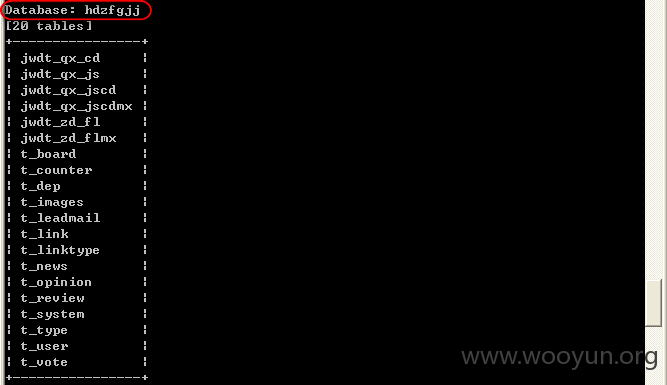 Database: hdzfgjj
[20 tables]
+----------------+
| jwdt_qx_cd |
| jwdt_qx_js |
| jwdt_qx_jscd |
| jwdt_qx_jscdmx |
| jwdt_zd_fl |
| jwdt_zd_flmx |
| t_board |
| t_counter |
| t_dep |
| t_images |
| t_leadmail |
| t_link |
| t_linktype |
| t_news |
| t_opinion |
| t_review |
| t_system |
| t_type |
| t_user |
| t_vote |
+----------------+
www.wooyun.org